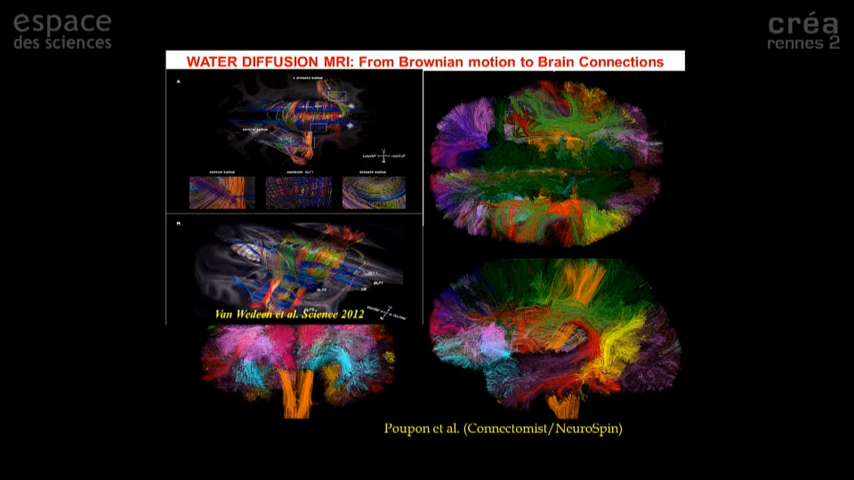 espace
des sciences
créa
rennes 2
WATER DIFFUSION MRI: From Brownian motion to Brain Connections
A
B
Van Wedeen et al. Science 2012
Poupon et al. (Connectomist/NeuroSpin)